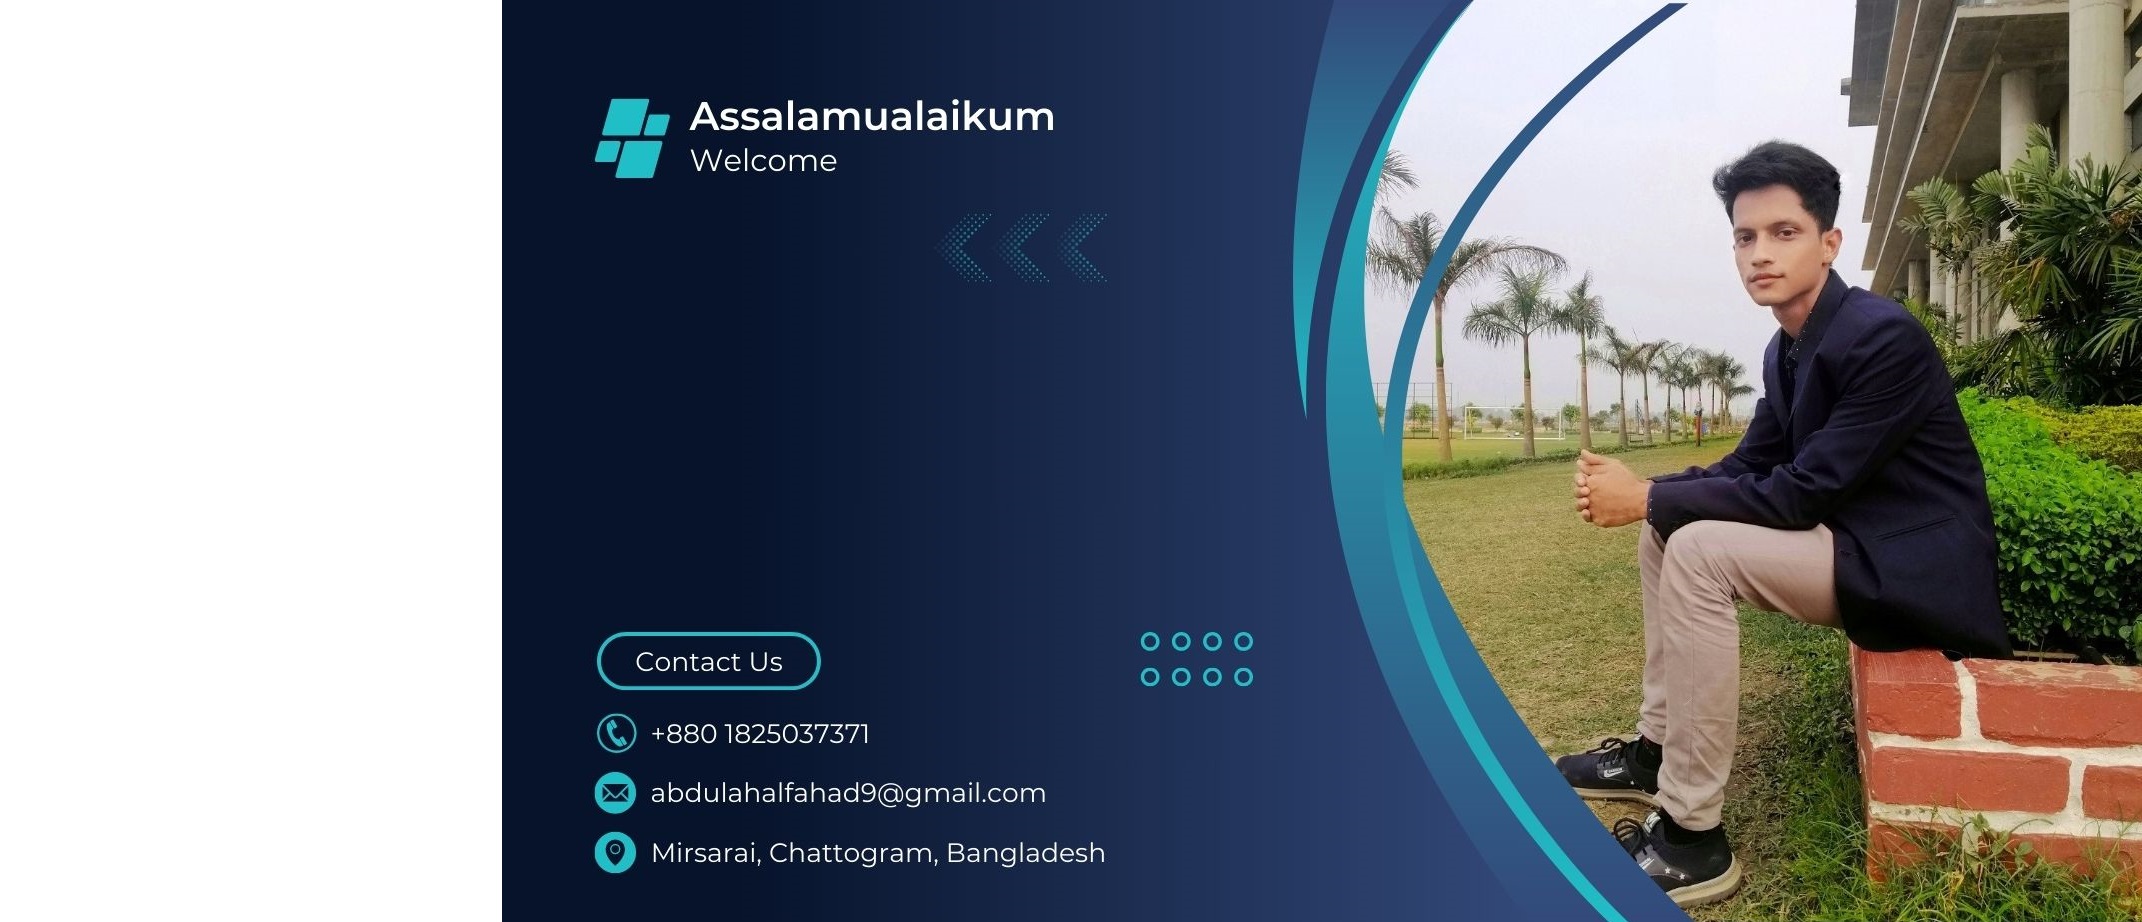 Assalamualaikum
Welcome
Contact Us
+880 1825037371
abdulahalfahad9@gmail.com
Mirsarai, Chattogram, Bangladesh